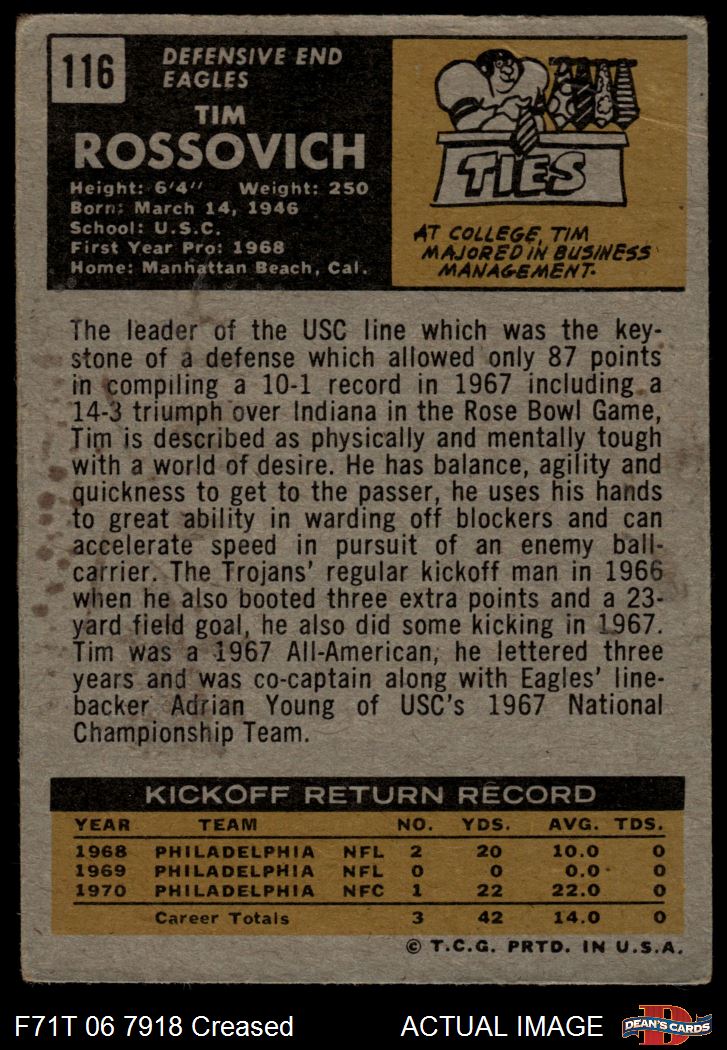 116
DEFENSIVE END
EAGLES
TIM
ROSSOVICH
Height: 6'4" Weight: 250
Born: March 14, 1946
School: U.S.C.
First Year Pro: 1968
Home: Manhattan Beach, Cal.
TIES
AT COLLEGE, TIM
MAJORED IN BUSINESS
MANAGEMENT.
The leader of the USC line which was the key-
stone of a defense which allowed only 87 points
in compiling a 10-1 record in 1967 including a
14-3 triumph over Indiana in the Rose Bowl Game,
Tim is described as physically and mentally tough
with a world of desire. He has balance, agility and
quickness to get to the passer, he uses his hands
to great ability in warding off blockers and can
accelerate speed in pursuit of an enemy ball-
carrier. The Trojans' regular kickoff man in 1966
when he also booted three extra points and a 23-
yard field goal, he also did some kicking in 1967.
Tim was a 1967 All-American, he lettered three
years and was co-captain along with Eagles' line-
backer Adrian Young of USC's 1967 National
Championship Team.
KICKOFF RETURN RECORD
YEAR TEAM NO. YDS. AVG. TDS.
1968 PHILADELPHIA NFL 2 20 10.0 0
1969 PHILADELPHIA NFL 0 0 0.0 0
1970 PHILADELPHIA NFC 1 22 22.0 0
Career Totals 3 42 14.0 0
© T.C.G. PRTD. IN U.S.A.
F71T 06 7918 Creased ACTUAL IMAGE
D
DEAN'S CARDS